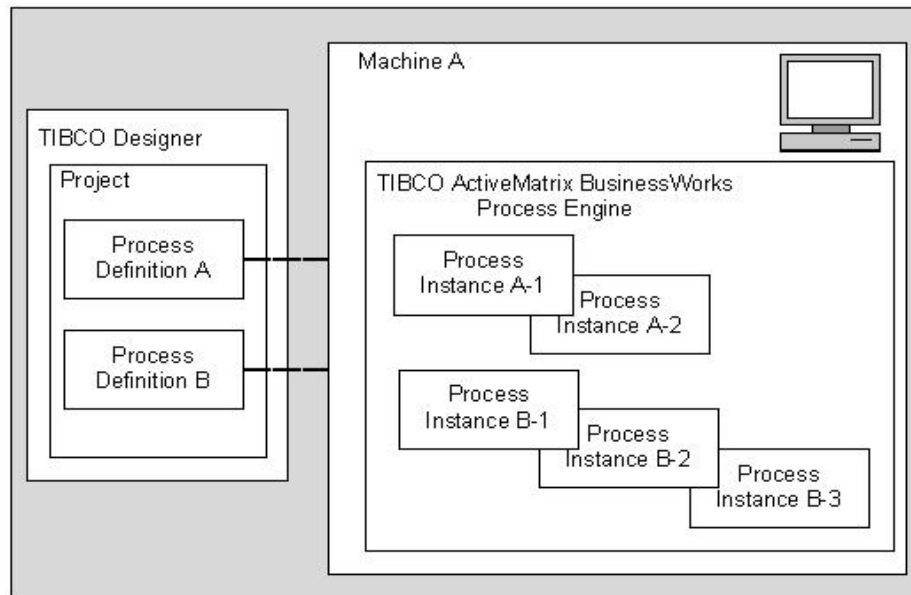 TIBCO Designer
Project
Process
Definition A
Process
Definition B
Machine A
TIBCO ActiveMatrix BusinessWorks
Process Engine
Process
Instance A-1
Process
Instance A-2
Process
Instance B-1
Process
Instance B-2
Process
Instance B-3